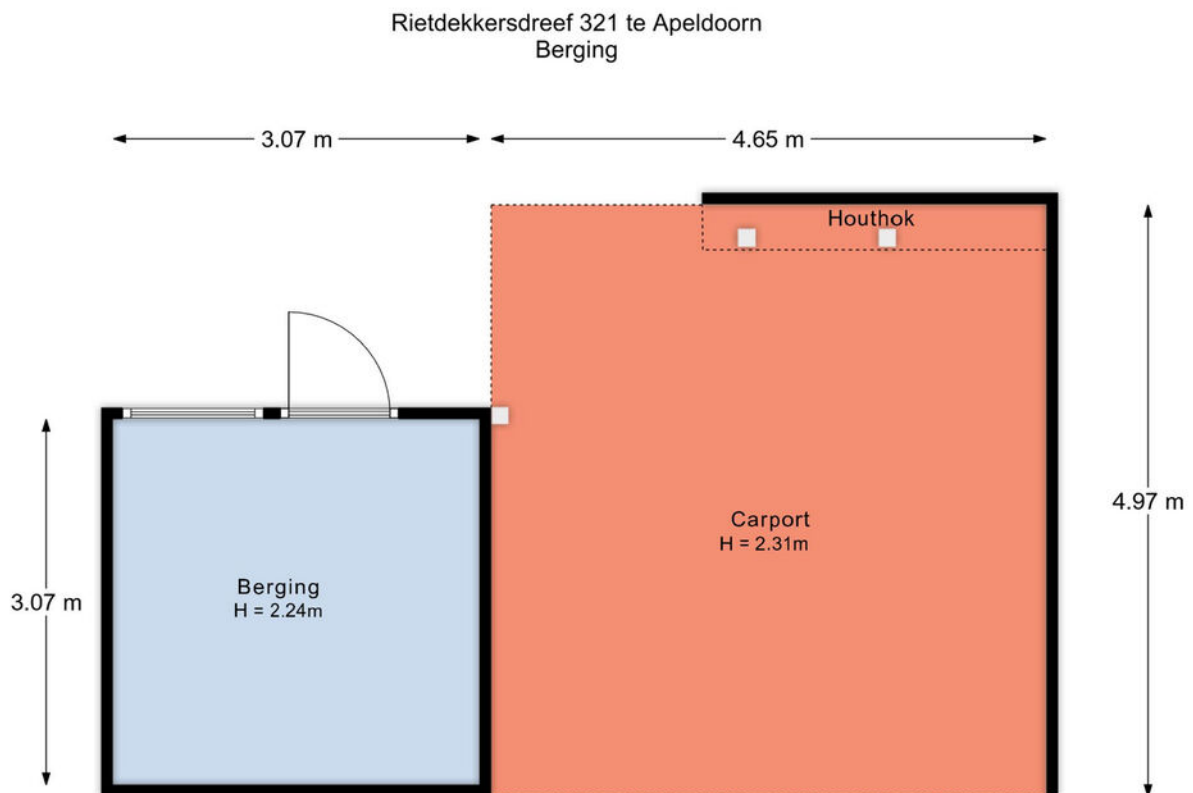 Rietdekkersdreef 321 te Apeldoorn
Berging
3.07 m
4.65 m
Houthok
Carport
H = 2.31m
4.97 m
Berging
H = 2.24m
3.07 m